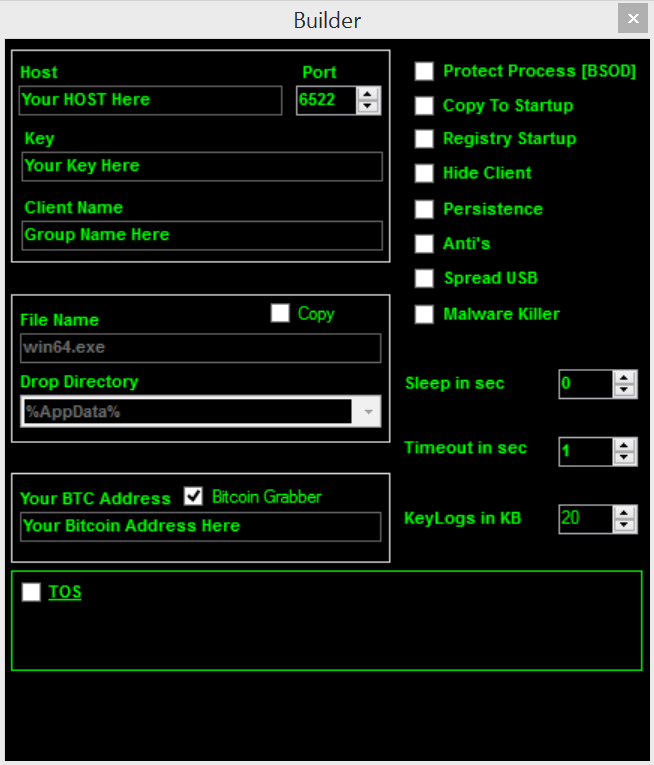 Builder
Host Port
Your HOST Here 6522
Key
Your Key Here
Client Name
Group Name Here
Copy
File Name
win64.exe
Drop Directory
%AppData%
Your BTC Address Bitcoin Grabber
Your Bitcoin Address Here
Protect Process [BSOD]
Copy To Startup
Registry Startup
Hide Client
Persistence
Anti's
Spread USB
Malware Killer
Sleep in sec 0
Timeout in sec 1
KeyLogs in KB 20
TOS